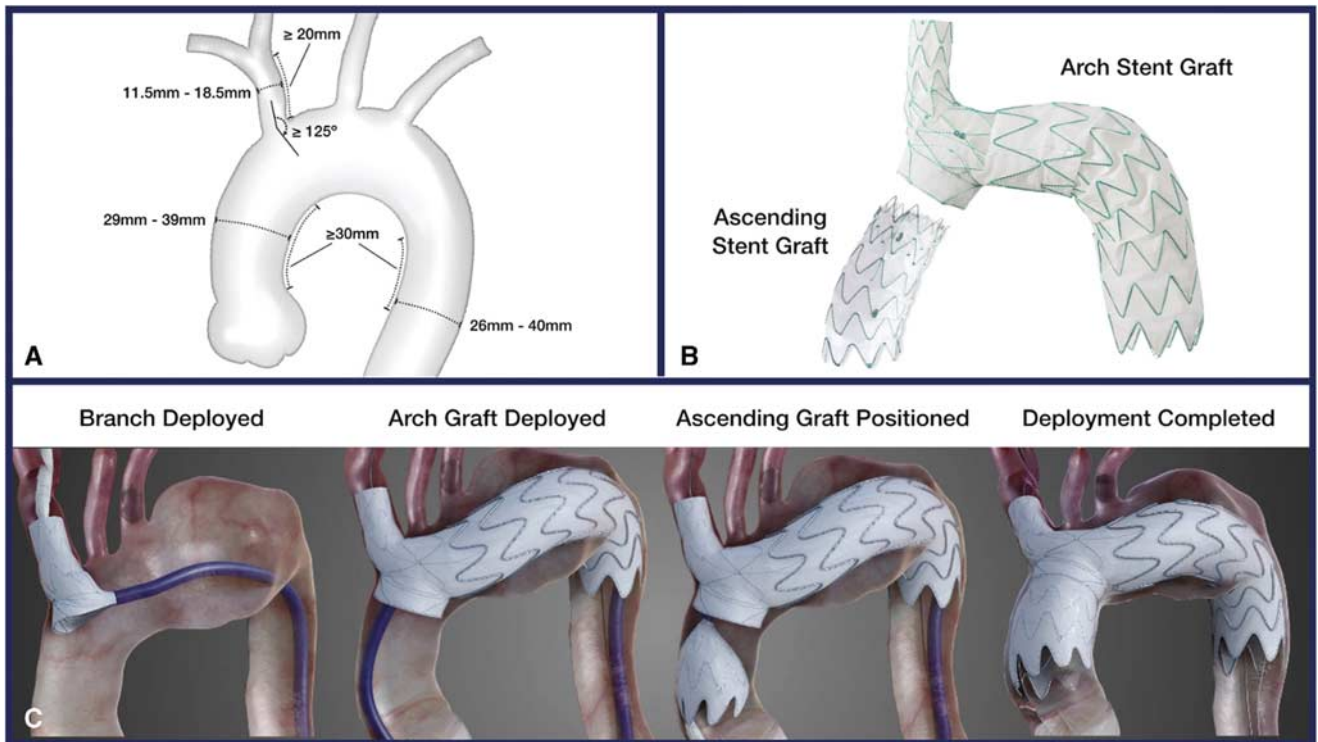 ≥ 20mm
11.5mm - 18.5mm
≥ 125º
29mm - 39mm
≥30mm
26mm - 40mm
A
Arch Stent Graft
Ascending
Stent Graft
B
Branch Deployed
Arch Graft Deployed
Ascending Graft Positioned
Deployment Completed
C